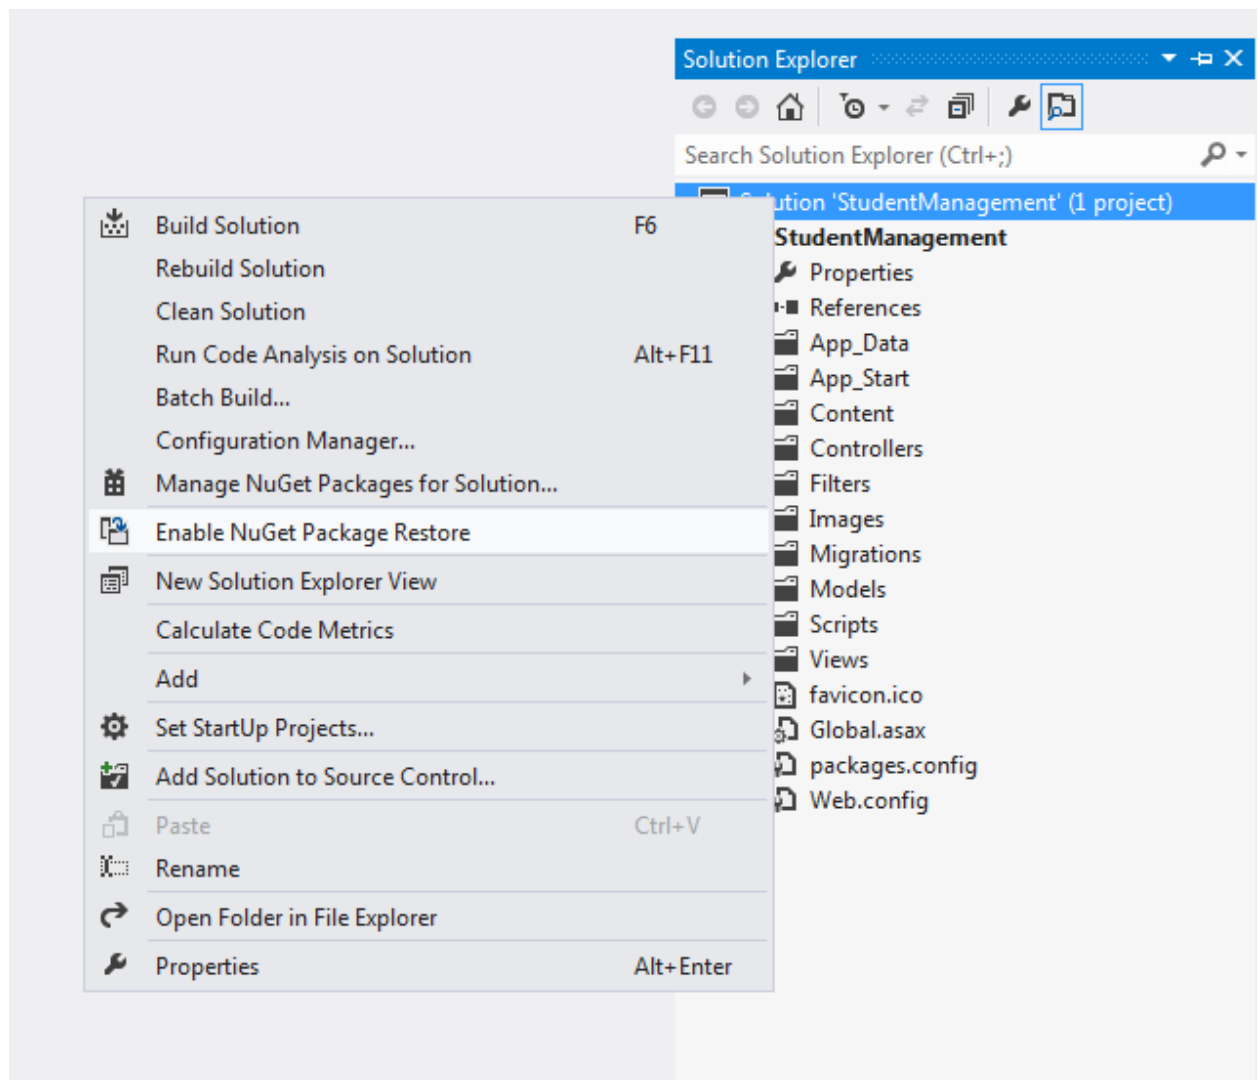 Solution Explorer
Search Solution Explorer (Ctrl+;)
ution 'StudentManagement' (1 project)
StudentManagement
Properties
References
App_Data
App_Start
Content
Controllers
Filters
Images
Migrations
Models
Scripts
Views
favicon.ico
Global.asax
packages.config
Web.config
Build Solution F6
Rebuild Solution
Clean Solution
Run Code Analysis on Solution Alt+F11
Batch Build...
Configuration Manager...
Manage NuGet Packages for Solution...
Enable NuGet Package Restore
New Solution Explorer View
Calculate Code Metrics
Add
Set StartUp Projects...
Add Solution to Source Control...
Paste Ctrl+V
Rename
Open Folder in File Explorer
Properties Alt+Enter